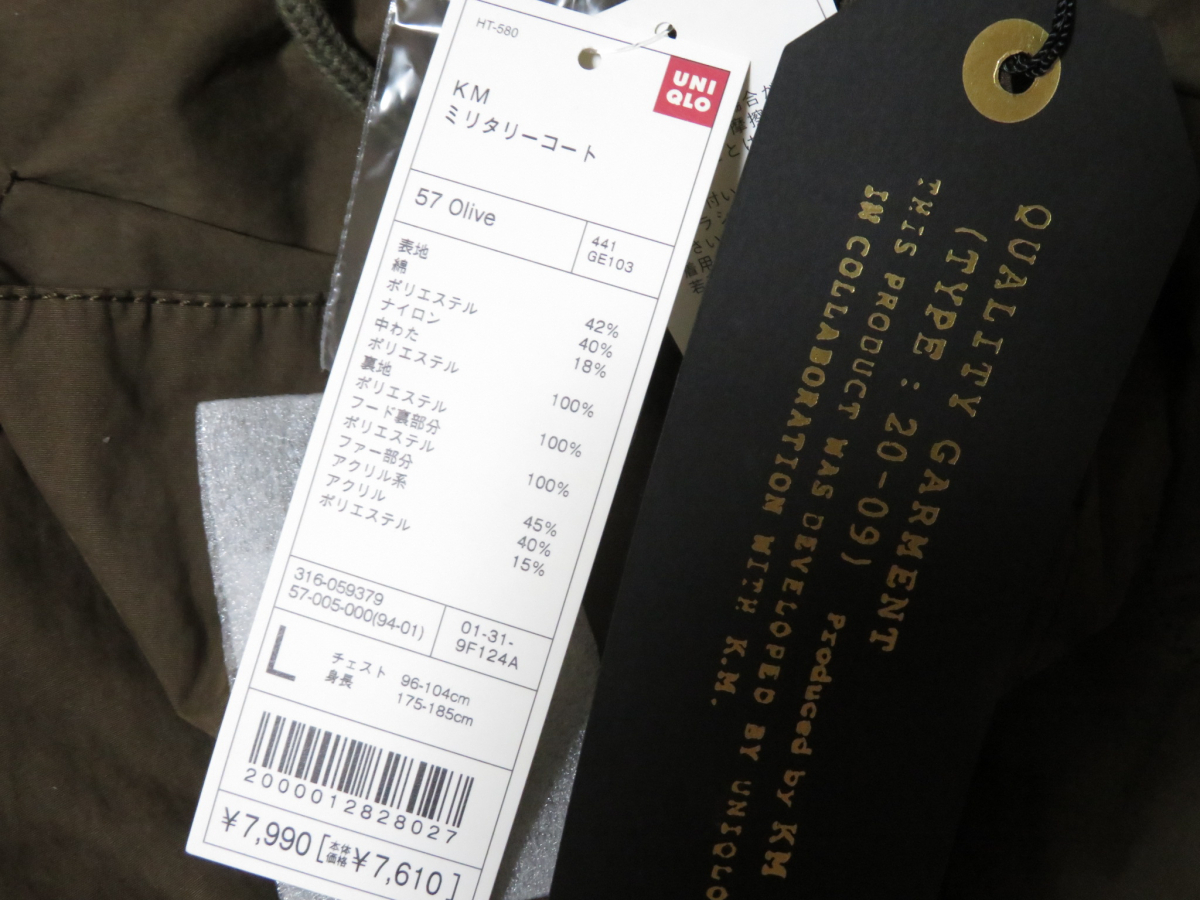 HT-580
UNI
QLO
KM
ミリタリーコート
57 Olive
441
GE103
表地
綿 42%
ポリエステル 40%
ナイロン 18%
中わた
ポリエステル 100%
裏地
ポリエステル 100%
フード裏部分
ポリエステル 100%
ファー部分
アクリル系 45%
アクリル 40%
ポリエステル 15%
316-059379
57-005-000(94-01)
01-31-
9F124A
L
チェスト 96-104cm
身長 175-185cm
2000012828027
¥7,990 [本体価格¥7,610]
QUALITY GARMENT
(TYPE : 20-09) Produced by KM
THIS PRODUCT WAS DEVELOPED BY UNIQLO
IN COLLABORATION WITH K.M.